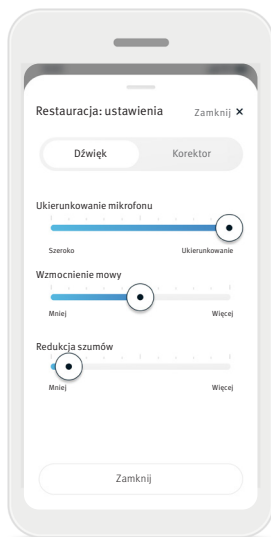 Restauracja: ustawienia Zamknij ×
Dźwięk Korektor
Ukierunkowanie mikrofonu
Szeroko Ukierunkowanie
Wzmocnienie mowy
Mniej Więcej
Redukcja szumów
Mniej Więcej
Zamknij